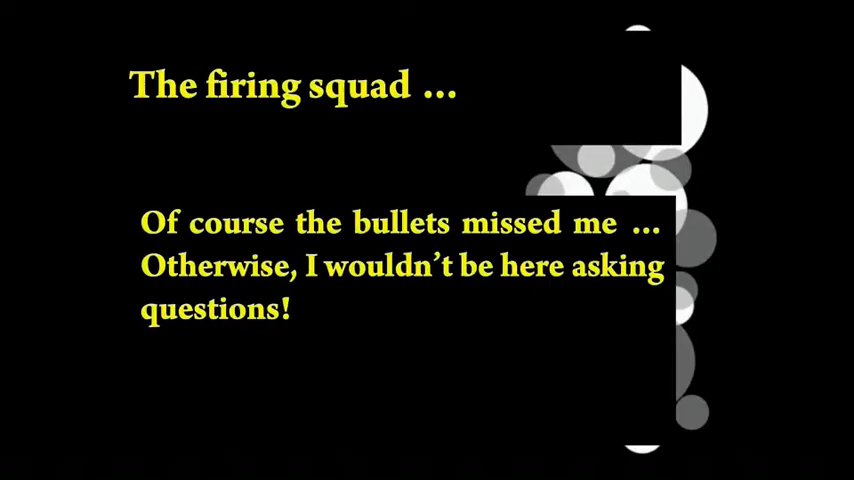 The firing squad ...
Of course the bullets missed me ...
Otherwise, I wouldn’t be here asking
questions!